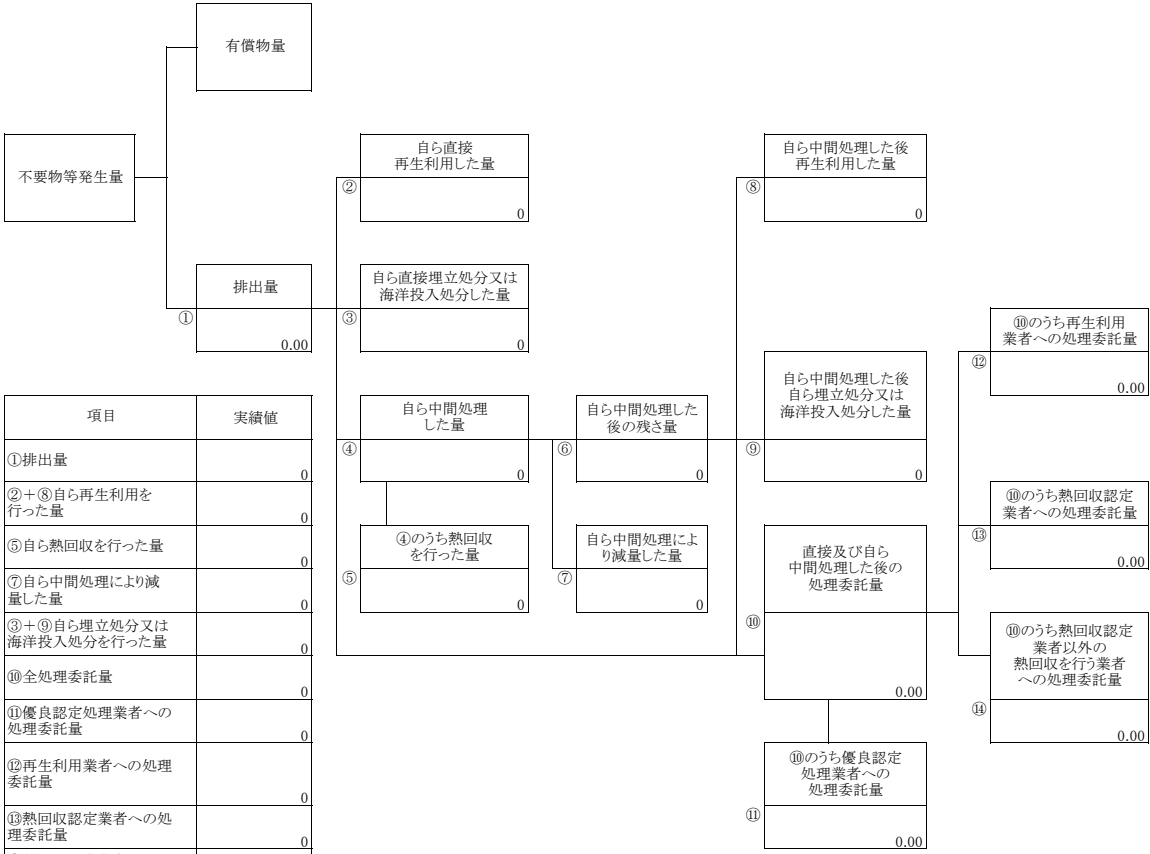 有償物量
不要物等発生量
自ら直接
再生利用した量
②
0
自ら中間処理した後
再生利用した量
⑧
0
排出量
①
0.00
自ら直接埋立処分又は
海洋投入処分した量
③
0
⑩のうち再生利用
業者への処理委託量
⑫
0.00
自ら中間処理
した量
④
0
自ら中間処理した
後の残さ量
⑥
0
自ら中間処理した後
自ら埋立処分又は
海洋投入処分した量
⑨
0
④のうち熱回収
を行った量
⑤
0
自ら中間処理によ
り減量した量
⑦
0
直接及び自ら
中間処理した後の
処理委託量
⑩
0.00
⑩のうち熱回収認定
業者への処理委託量
⑬
0.00
⑩のうち熱回収認定
業者以外の
熱回収を行う業者
への処理委託量
⑭
0.00
⑩のうち優良認定
処理業者への
処理委託量
⑪
0.00
項目 実績値
①排出量
0
②＋⑧自ら再生利用を
行った量
0
⑤自ら熱回収を行った量
0
⑦自ら中間処理により減
量した量
0
③＋⑨自ら埋立処分又は
海洋投入処分を行った量
0
⑩全処理委託量
0
⑪優良認定処理業者への
処理委託量
0
⑫再生利用業者への処理
委託量
0
⑬熱回収認定業者への処
理委託量
0